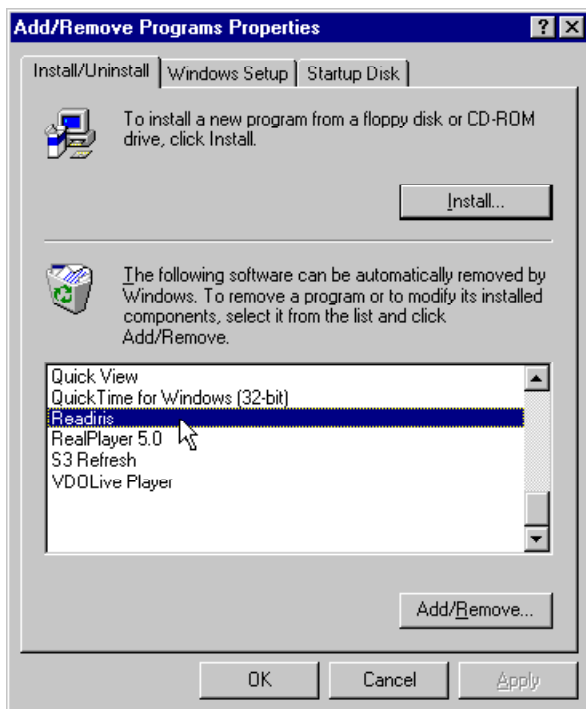 Add/Remove Programs Properties
Install/Uninstall Windows Setup Startup Disk
To install a new program from a floppy disk or CD-ROM
drive, click Install.
Install...
The following software can be automatically removed by
Windows. To remove a program or to modify its installed
components, select it from the list and click
Add/Remove.
Quick View
QuickTime for Windows (32-bit)
Readiris
RealPlayer 5.0
S3 Refresh
VDOLive Player
Add/Remove...
OK Cancel Apply